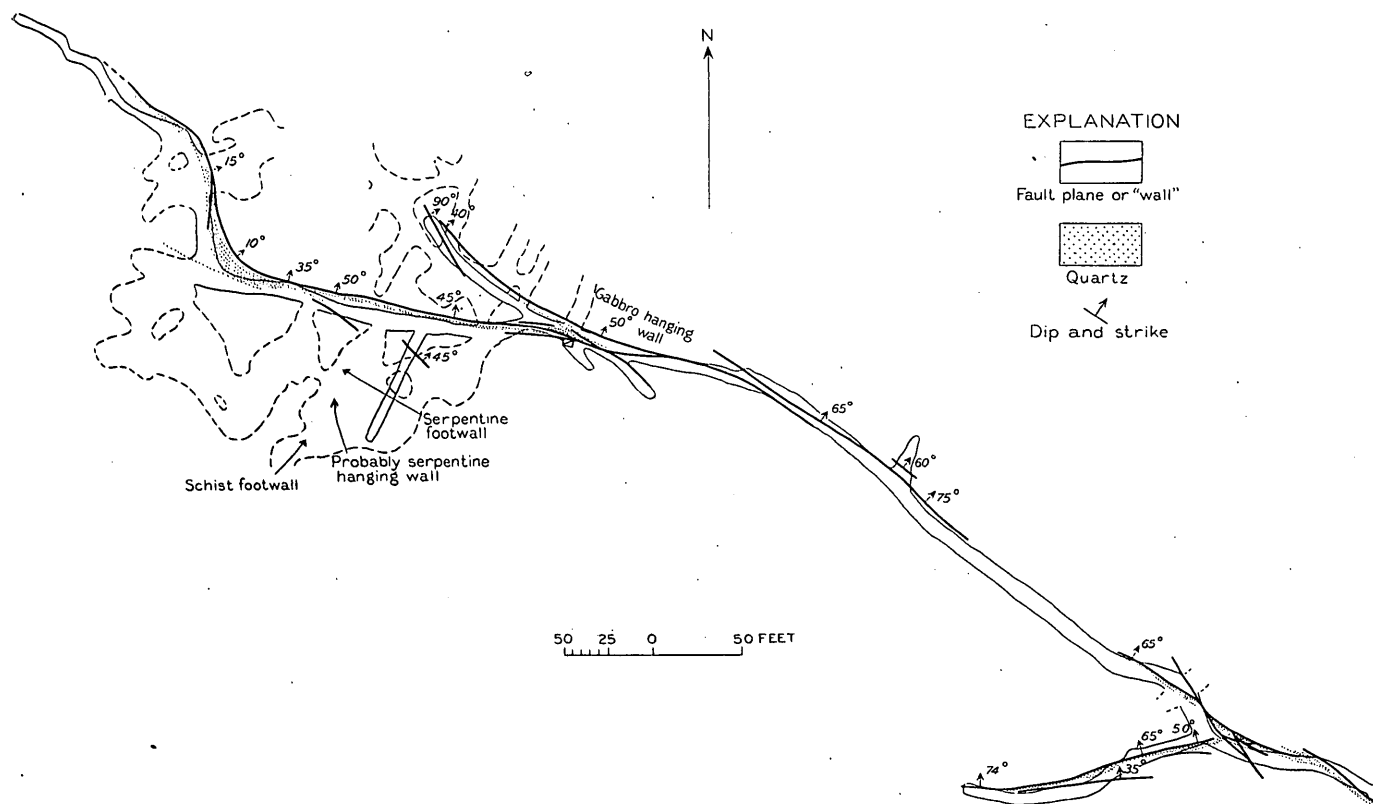 N
EXPLANATION
Fault plane or "wall"
Quartz
Dip and strike
15°
90°
40°
10°
35°
50°
45°
Gabbro hanging
50° wall
45°
65°
Serpentine
footwall
Probably serpentine
hanging wall
Schist footwall
60°
75°
50 25 0 50 FEET
65°
65°
50°
74°
35°